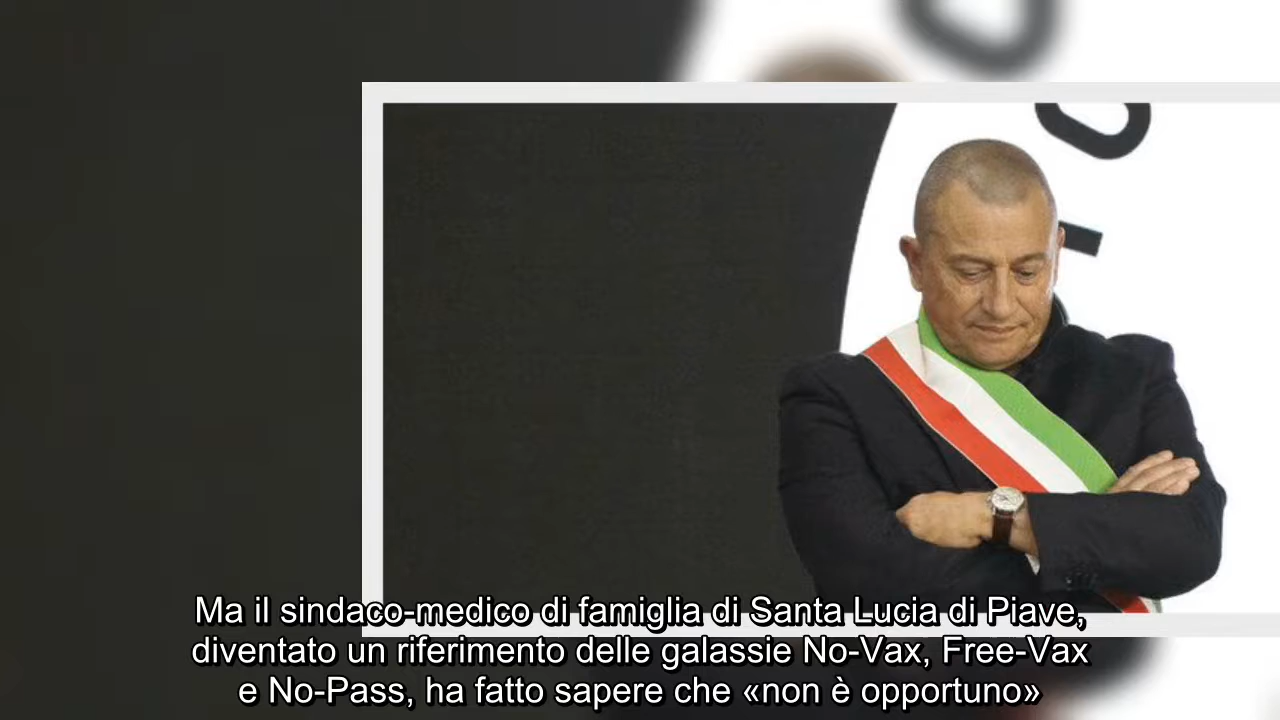 Ma il sindaco-medico di famiglia di Santa Lucia di Piave,
diventato un riferimento delle galassie No-Vax, Free-Vax
e No-Pass, ha fatto sapere che «non è opportuno»